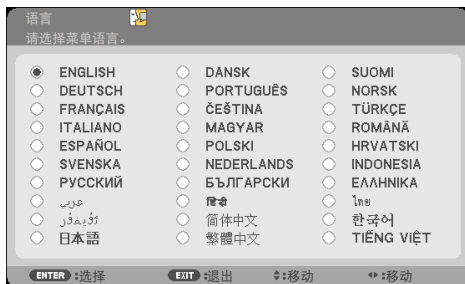 语言
请选择菜单语言。
ENGLISH DANSK SUOMI
DEUTSCH PORTUGUÊS NORSK
FRANÇAIS ČEŠTINA TÜRKÇE
ITALIANO MAGYAR ROMÂNĂ
ESPAÑOL POLSKI HRVATSKI
SVENSKA NEDERLANDS INDONESIA
РУССКИЙ БЪЛГАРСКИ ΕΛΛΗΝΙΚΑ
عربي हिंदी ไทย
ئۇيغۇر 简体中文 한국어
日本語 繁體中文 TIẾNG VIỆT
ENTER :选择 EXIT :退出 :移动 :移动